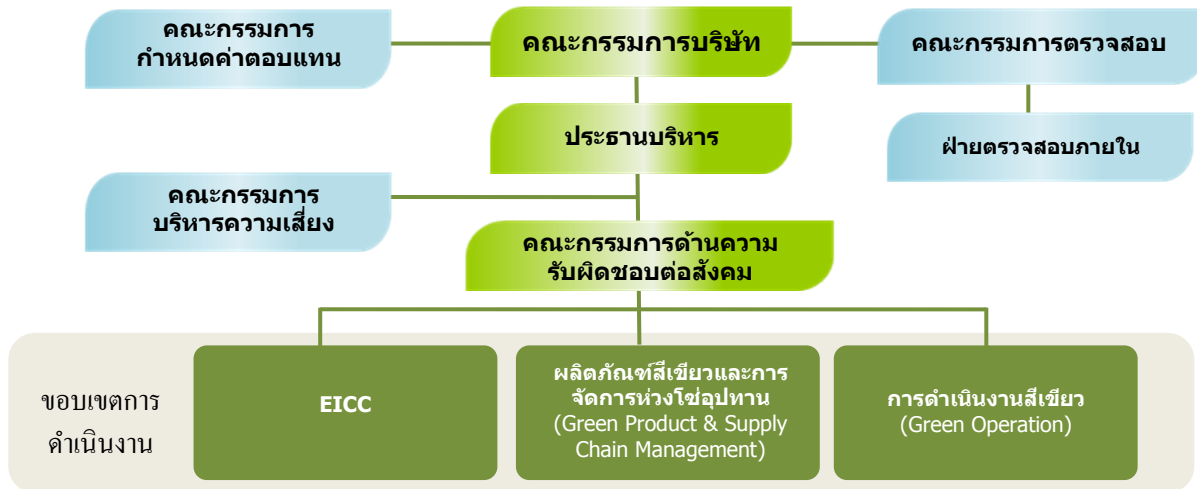 คณะกรรมการ
กำหนดค่าตอบแทน
คณะกรรมการบริษัท
คณะกรรมการตรวจสอบ
ประธานบริหาร
ฝ่ายตรวจสอบภายใน
คณะกรรมการ
บริหารความเสี่ยง
คณะกรรมการด้านความ
รับผิดชอบต่อสังคม
ขอบเขตการ
ดำเนินงาน
EICC
ผลิตภัณฑ์สีเขียวและการ
จัดการห่วงโซ่อุปทาน
(Green Product & Supply
Chain Management)
การดำเนินงานสีเขียว
(Green Operation)